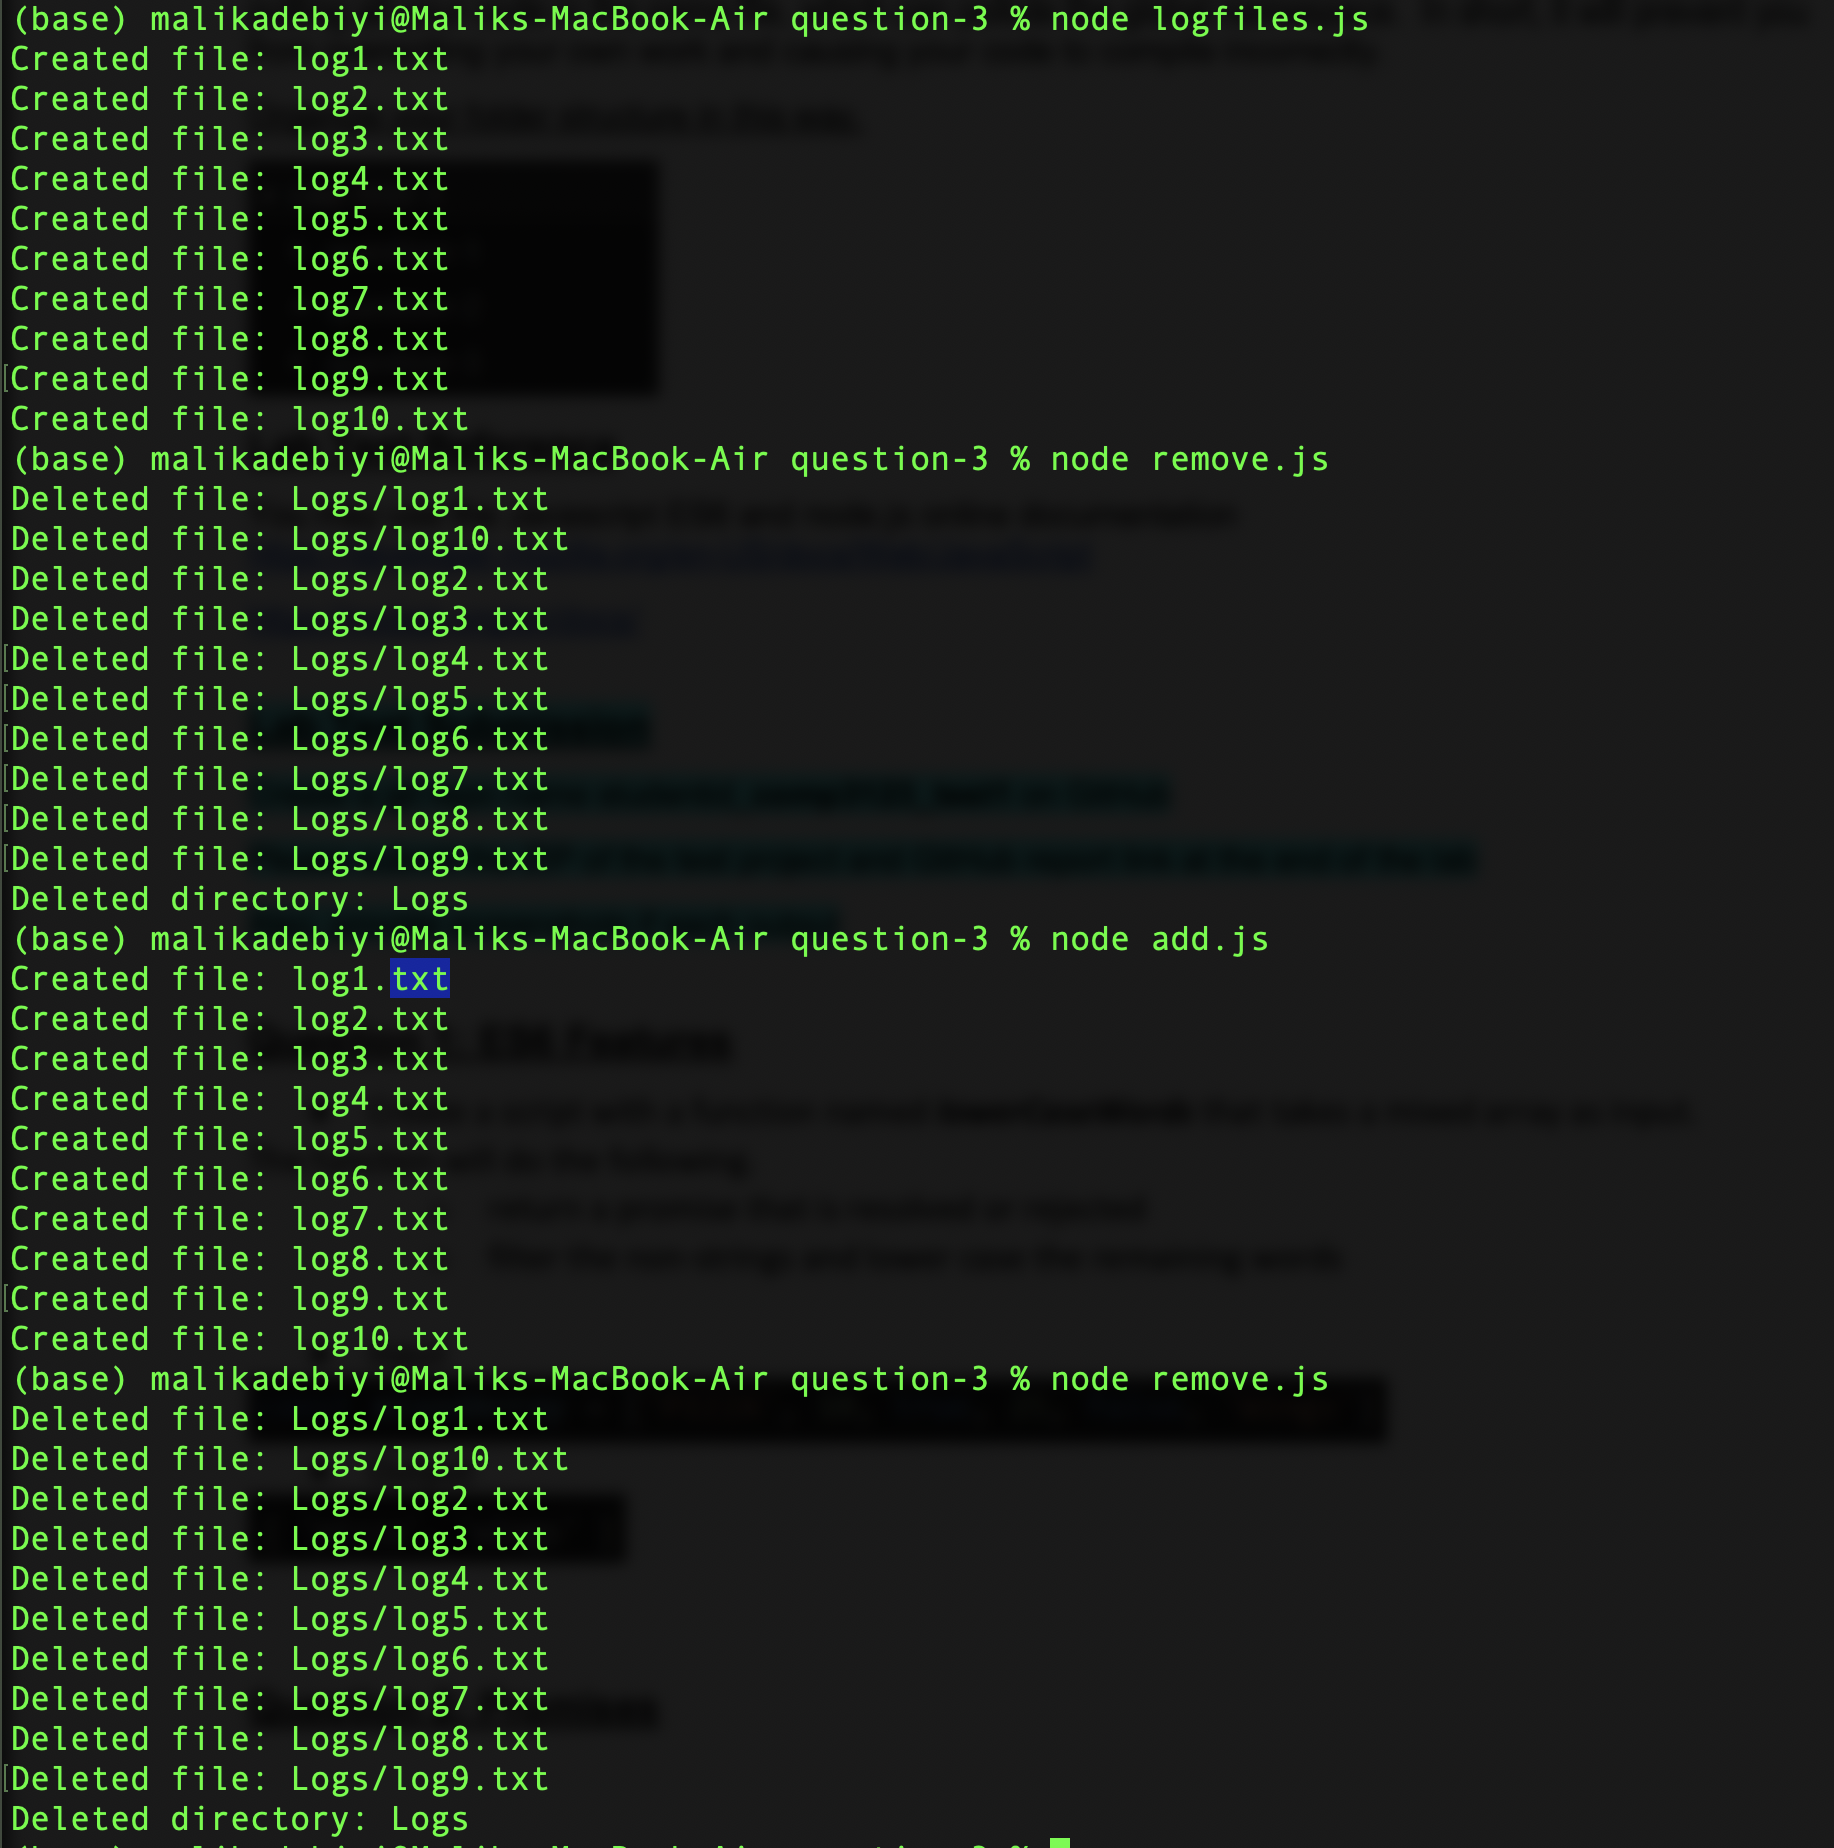 (base) malikadebiyi@Maliks-MacBook-Air question-3 % node logfiles.js
Created file: log1.txt
Created file: log2.txt
Created file: log3.txt
Created file: log4.txt
Created file: log5.txt
Created file: log6.txt
Created file: log7.txt
Created file: log8.txt
[Created file: log9.txt
Created file: log10.txt
(base) malikadebiyi@Maliks-MacBook-Air question-3 % node remove.js
Deleted file: Logs/log1.txt
Deleted file: Logs/log10.txt
Deleted file: Logs/log2.txt
Deleted file: Logs/log3.txt
[Deleted file: Logs/log4.txt
[Deleted file: Logs/log5.txt
[Deleted file: Logs/log6.txt
[Deleted file: Logs/log7.txt
[Deleted file: Logs/log8.txt
[Deleted file: Logs/log9.txt
Deleted directory: Logs
(base) malikadebiyi@Maliks-MacBook-Air question-3 % node add.js
Created file: log1.txt
Created file: log2.txt
Created file: log3.txt
Created file: log4.txt
Created file: log5.txt
Created file: log6.txt
Created file: log7.txt
Created file: log8.txt
[Created file: log9.txt
Created file: log10.txt
(base) malikadebiyi@Maliks-MacBook-Air question-3 % node remove.js
Deleted file: Logs/log1.txt
Deleted file: Logs/log10.txt
Deleted file: Logs/log2.txt
Deleted file: Logs/log3.txt
Deleted file: Logs/log4.txt
Deleted file: Logs/log5.txt
Deleted file: Logs/log6.txt
Deleted file: Logs/log7.txt
Deleted file: Logs/log8.txt
[Deleted file: Logs/log9.txt
Deleted directory: Logs
(base) malikadebiyi@Maliks-MacBook-Air question-3 %